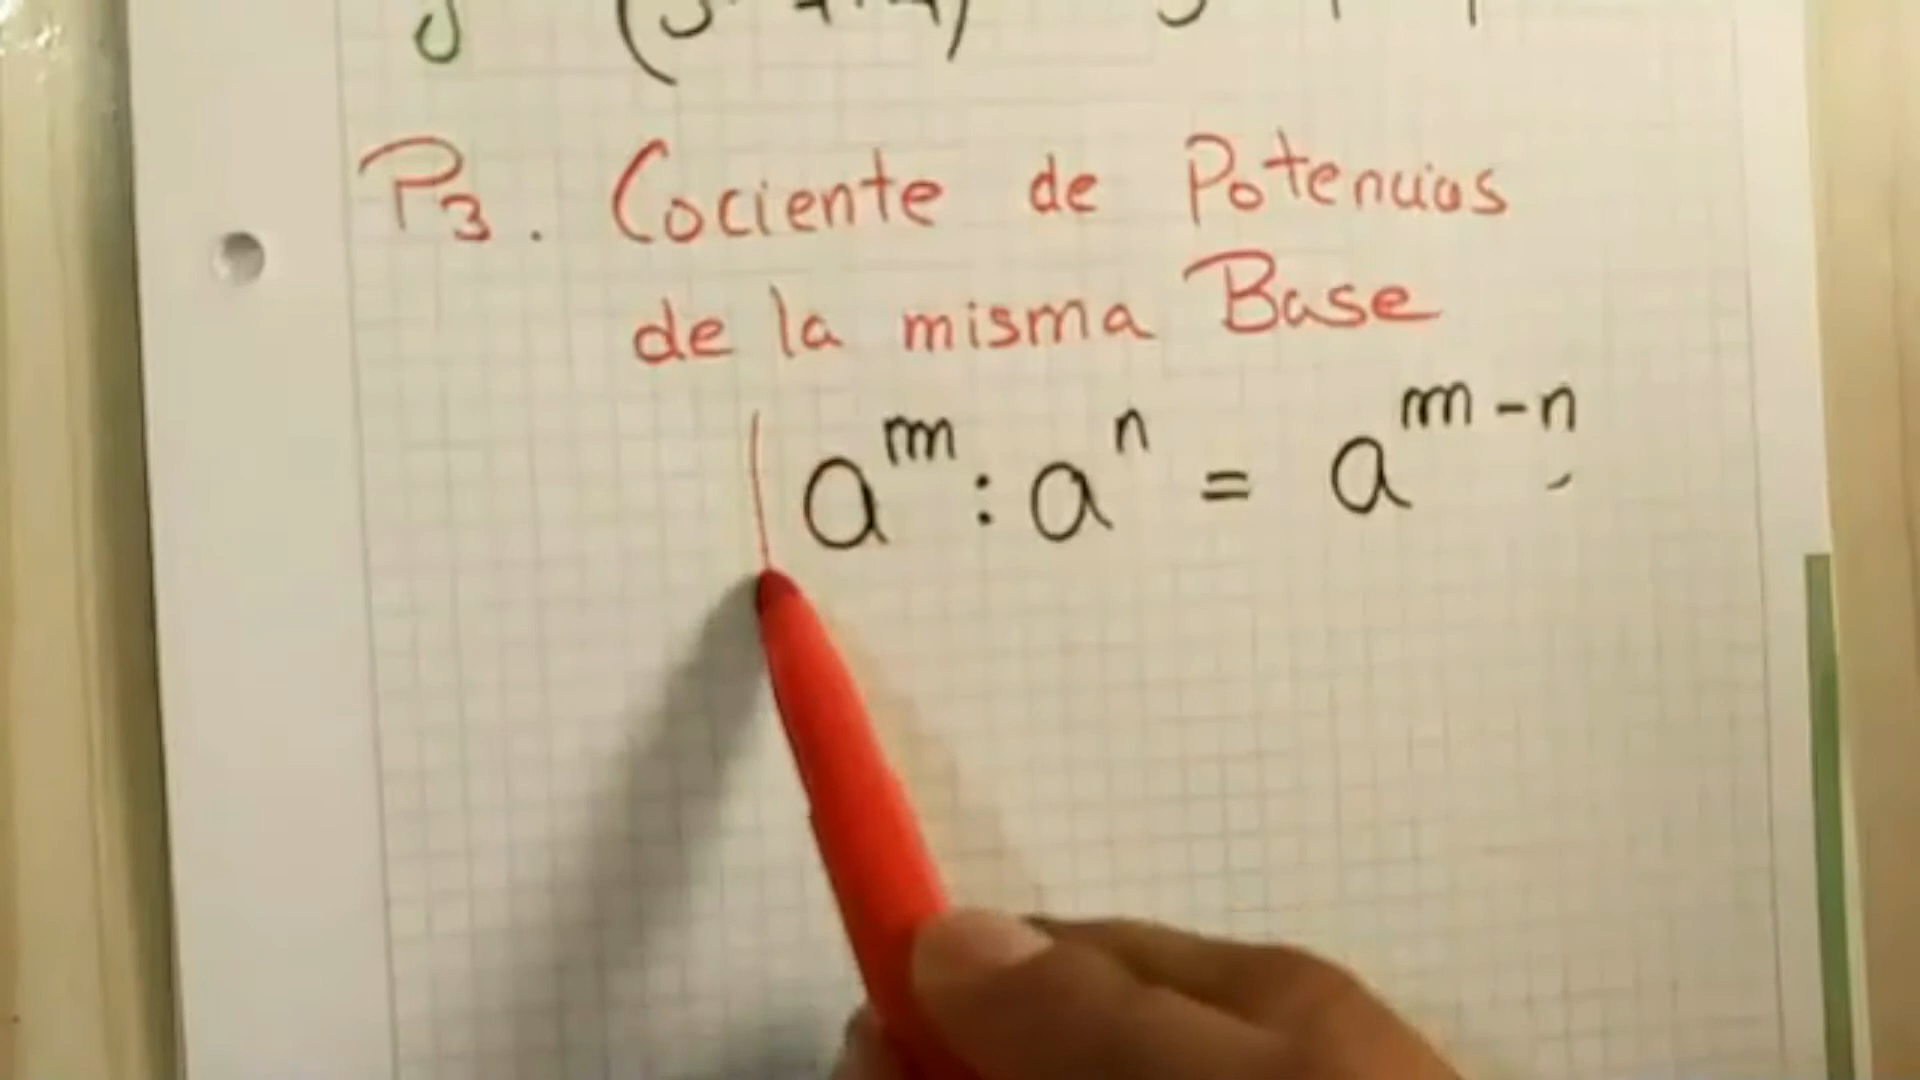 P3. Cociente de Potencias
de la misma Base
a^m : a^n = a^{m-n}